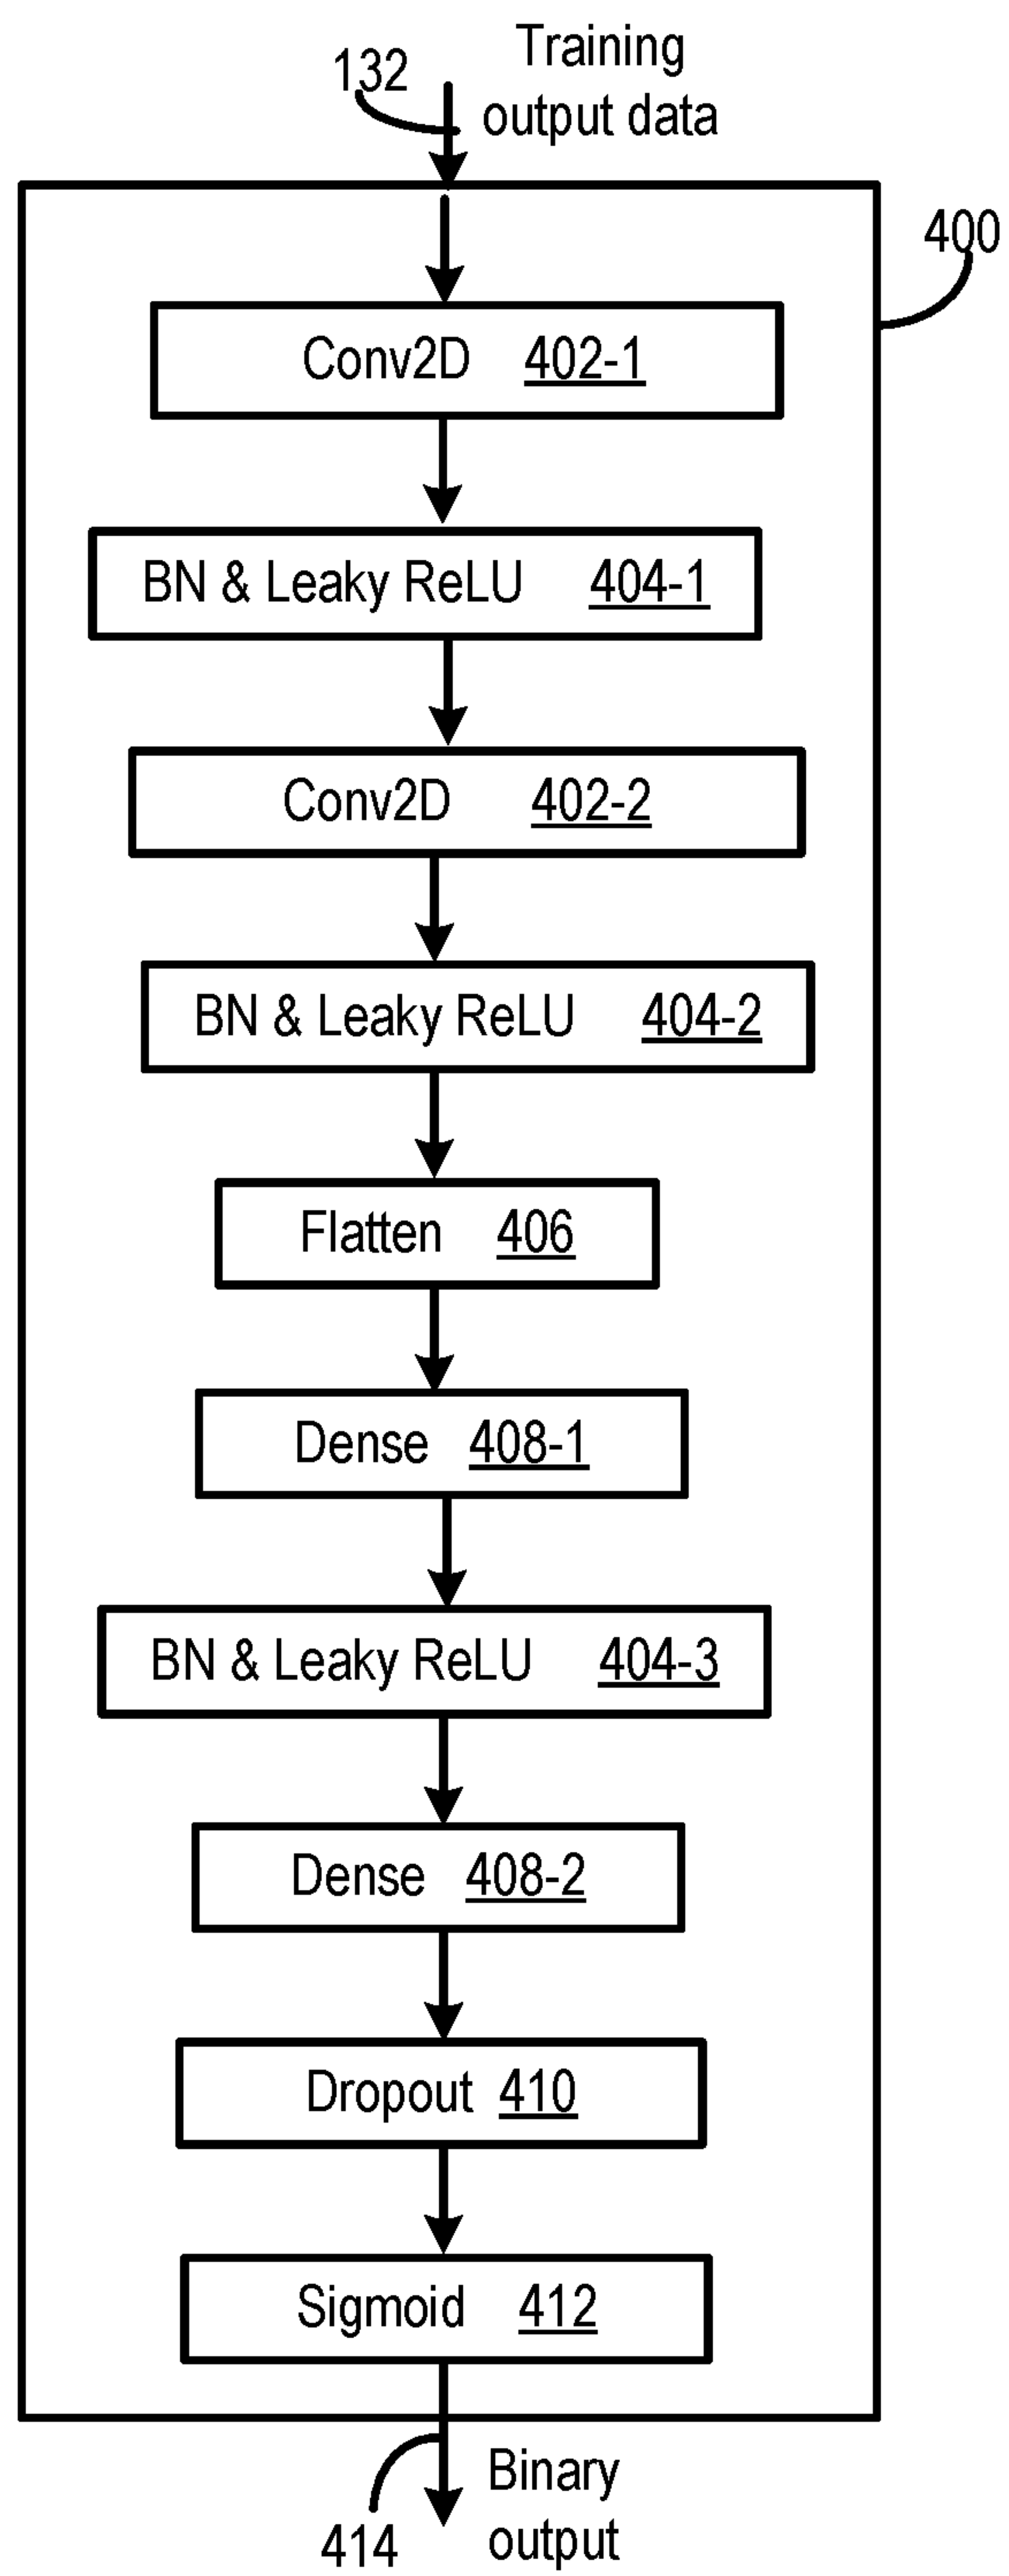 132
Training
output data
400
Conv2D 402-1
BN & Leaky ReLU 404-1
Conv2D 402-2
BN & Leaky ReLU 404-2
Flatten 406
Dense 408-1
BN & Leaky ReLU 404-3
Dense 408-2
Dropout 410
Sigmoid 412
Binary
output
414